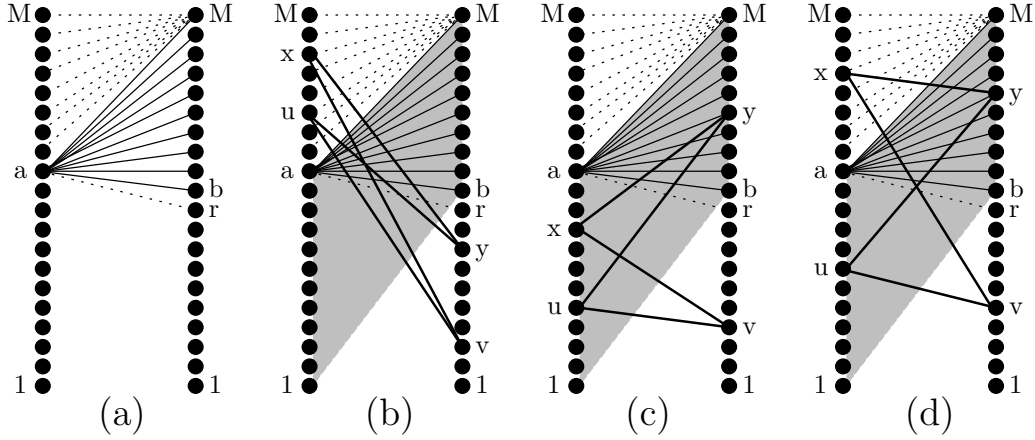 M M M M M M M M
x
x x
y
u y y
a a a a
b b b b
r r r r
x
y
u
u v v
v
1 1 1 1 1 1 1 1
(a) (b) (c) (d)